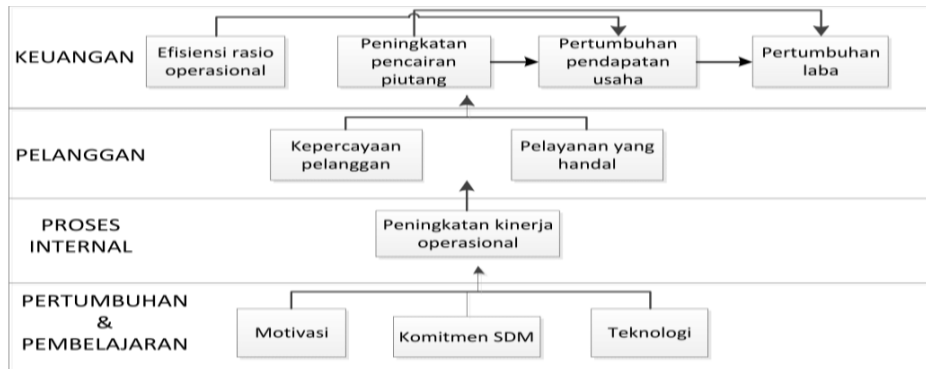 KEUANGAN
Efisiensi rasio
operasional
Peningkatan
pencairan
piutang
Pertumbuhan
pendapatan
usaha
Pertumbuhan
laba
PELANGGAN
Kepercayaan
pelanggan
Pelayanan yang
handal
PROSES
INTERNAL
Peningkatan kinerja
operasional
PERTUMBUHAN
&
PEMBELAJARAN
Motivasi
Komitmen SDM
Teknologi